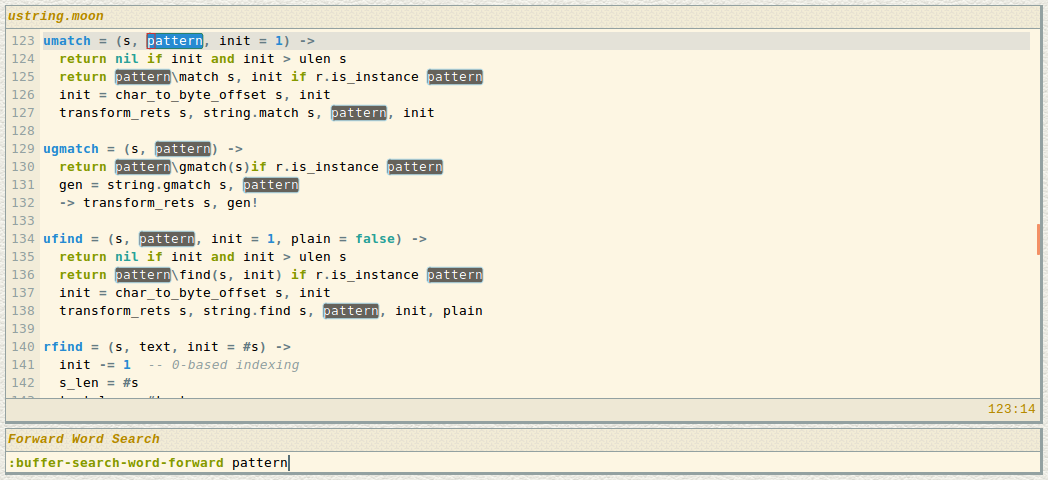 ustring.moon
123 umatch = (s, pattern, init = 1) ->
124   return nil if init and init > ulen s
125   return pattern\match s, init if r.is_instance pattern
126   init = char_to_byte_offset s, init
127   transform_rets s, string.match s, pattern, init
128
129 ugmatch = (s, pattern) ->
130   return pattern\gmatch(s)if r.is_instance pattern
131   gen = string.gmatch s, pattern
132   -> transform_rets s, gen!
133
134 ufind = (s, pattern, init = 1, plain = false) ->
135   return nil if init and init > ulen s
136   return pattern\find(s, init) if r.is_instance pattern
137   init = char_to_byte_offset s, init
138   transform_rets s, string.find s, pattern, init, plain
139
140 rfind = (s, text, init = #s) ->
141   init -= 1  -- 0-based indexing
142   s_len = #s
123:14
Forward Word Search
:buffer-search-word-forward pattern